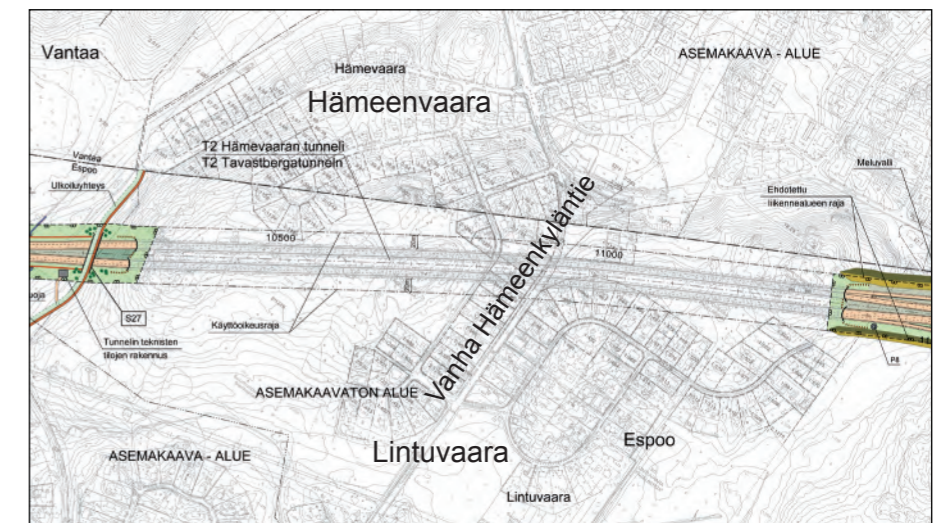 Vantaa
ASEMAKAAVA - ALUE
Hämevaara
Hämeenvaara
T2 Hämevaaran tunneli
T2 Tavastbergatunneln
Vantaa
Espoo
Ulkoiluyhteys
Meluvalli
Ehdotettu
liikennealueen raja
10500
11000
Vanha Hämeenkyläntie
S27
Käyttöoikeusraja
Tunnelin teknisten
tilojen rakennus
ASEMAKAAVATON ALUE
ASEMAKAAVA - ALUE
Lintuvaara
Espoo
Lintuvaara